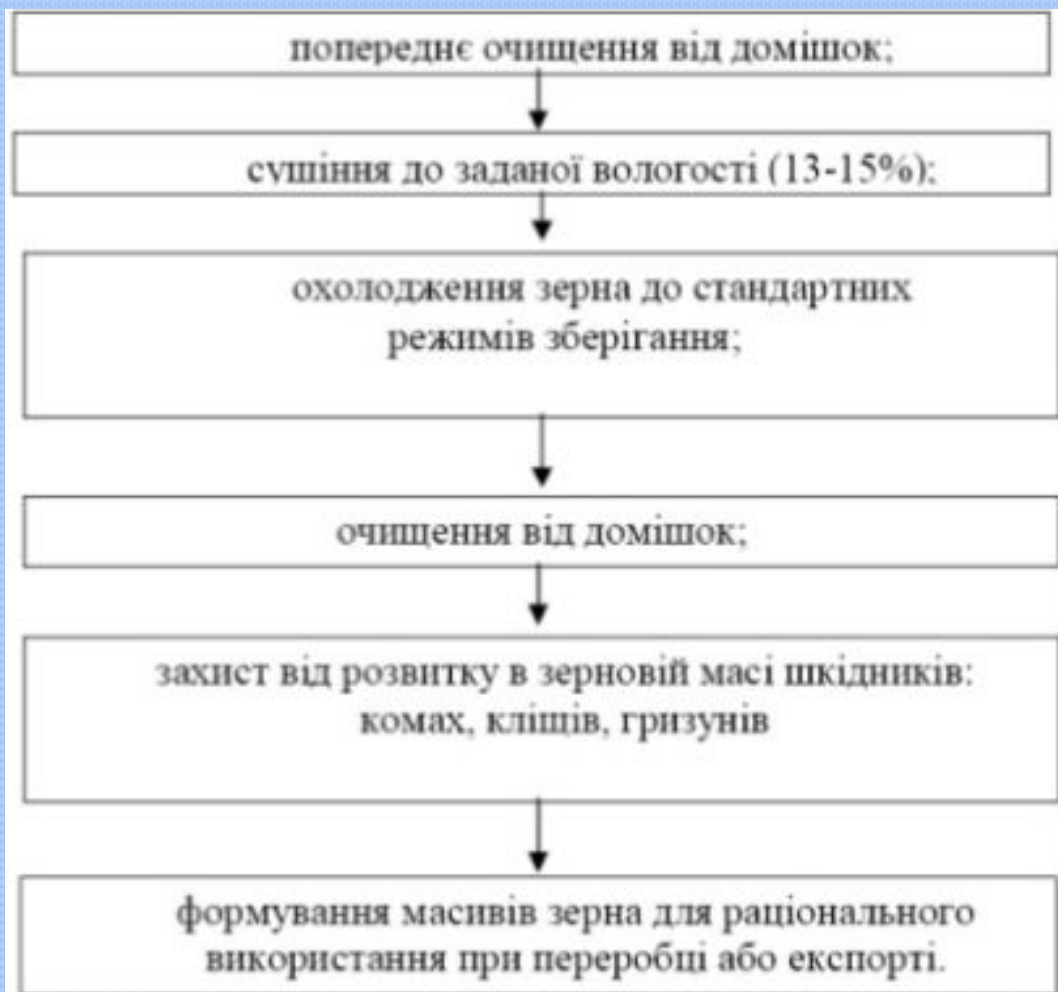 попереднє очищення від домішок;
сушіння до заданої вологості (13-15%);
охолодження зерна до стандартних
режимів зберігання;
очищення від домішок;
захист від розвитку в зерновій масі шкідників:
комах, кліщів, гризунів
формування масивів зерна для раціонального
використання при переробці або експорті.